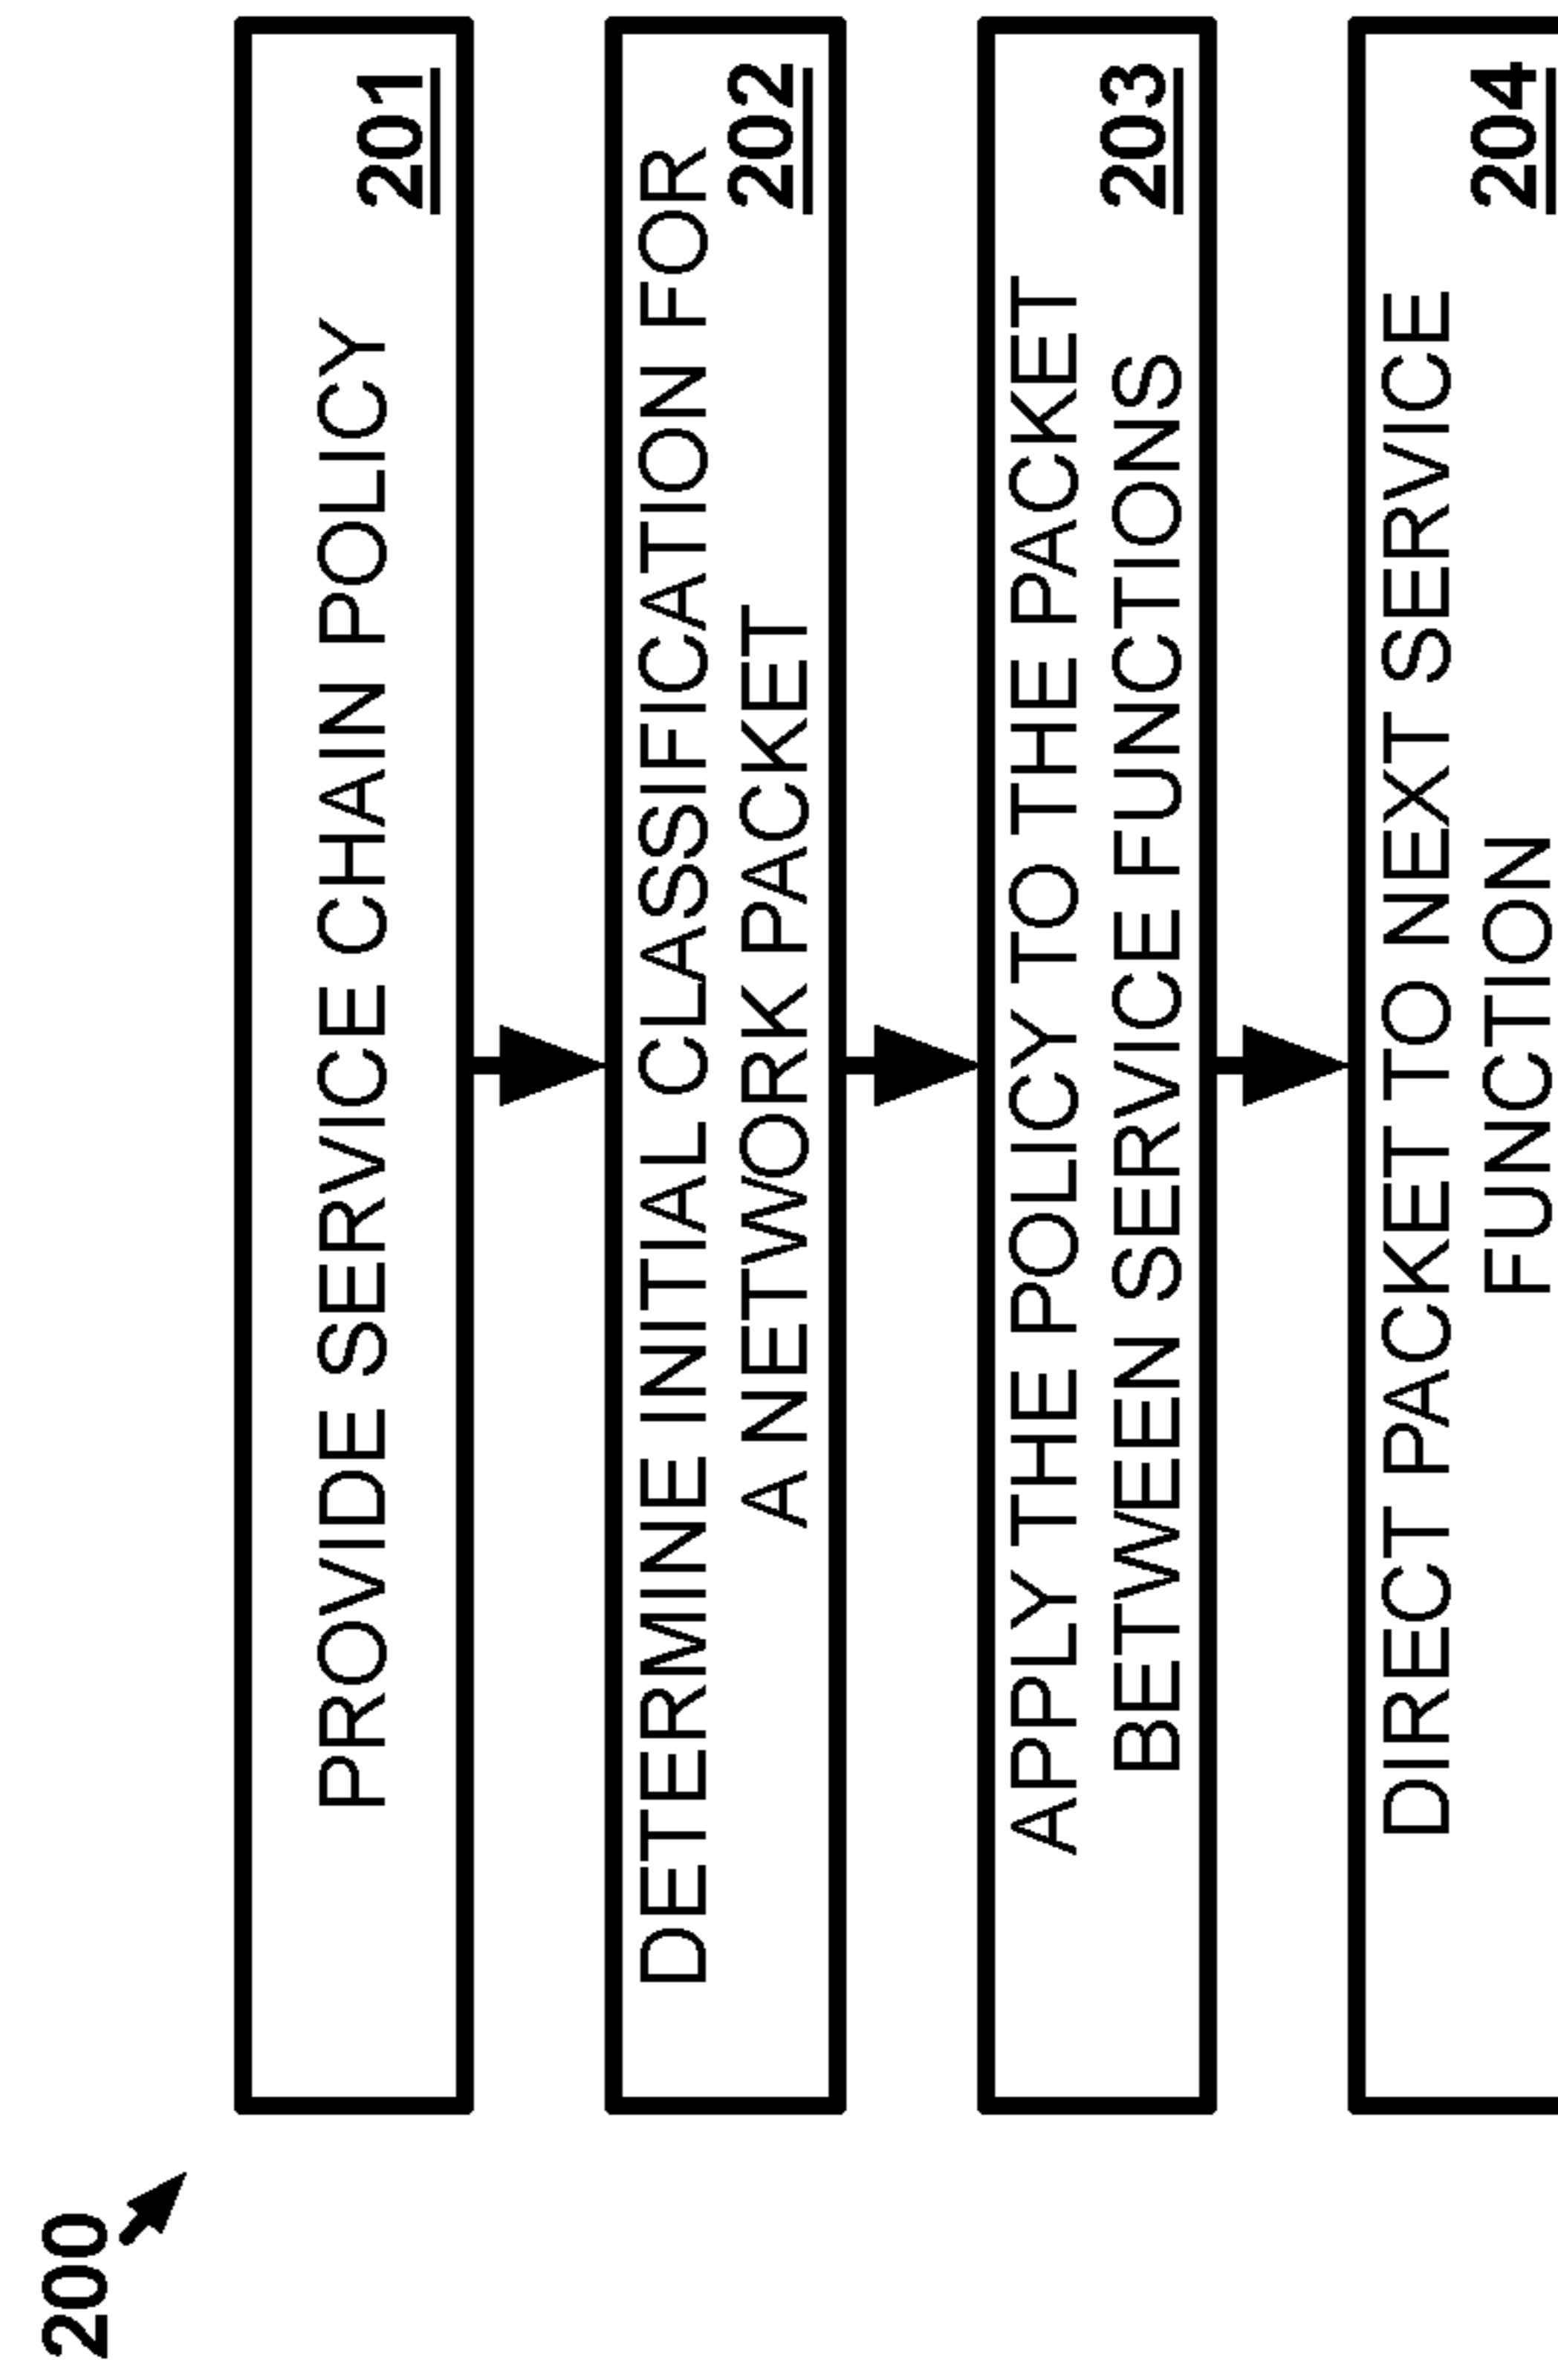 200
PROVIDE SERVICE CHAIN POLICY
201
DETERMINE INITIAL CLASSIFICATION FOR
A NETWORK PACKET
202
APPLY THE POLICY TO THE PACKET
BETWEEN SERVICE FUNCTIONS
203
DIRECT PACKET TO NEXT SERVICE
FUNCTION
204